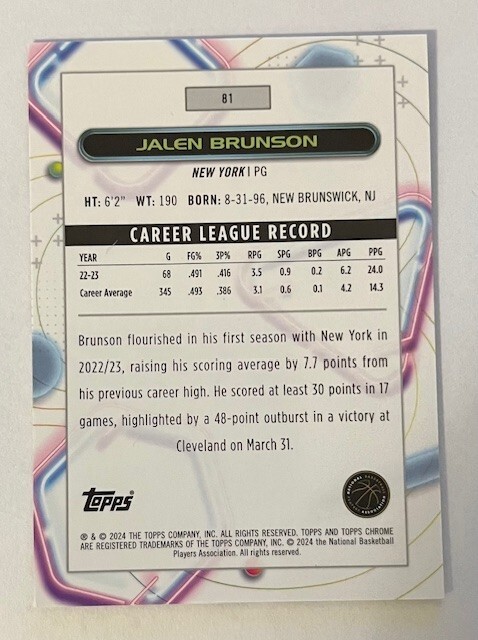 81
JALEN BRUNSON
NEW YORK | PG
HT: 6'2" WT: 190 BORN: 8-31-96, NEW BRUNSWICK, NJ
CAREER LEAGUE RECORD
YEAR G FG% 3P% RPG SPG BPG APG PPG
22-23 68 .491 .416 3.5 0.9 0.2 6.2 24.0
Career Average 345 .493 .386 3.1 0.6 0.1 4.2 14.3
Brunson flourished in his first season with New York in
2022/23, raising his scoring average by 7.7 points from
his previous career high. He scored at least 30 points in 17
games, highlighted by a 48-point outburst in a victory at
Cleveland on March 31.
topps
NATIONAL BASKETBALL
ASSOCIATION
® & © 2024 THE TOPPS COMPANY, INC. ALL RIGHTS RESERVED. TOPPS AND TOPPS CHROME
ARE REGISTERED TRADEMARKS OF THE TOPPS COMPANY, INC. © 2024 the National Basketball
Players Association. All rights reserved.